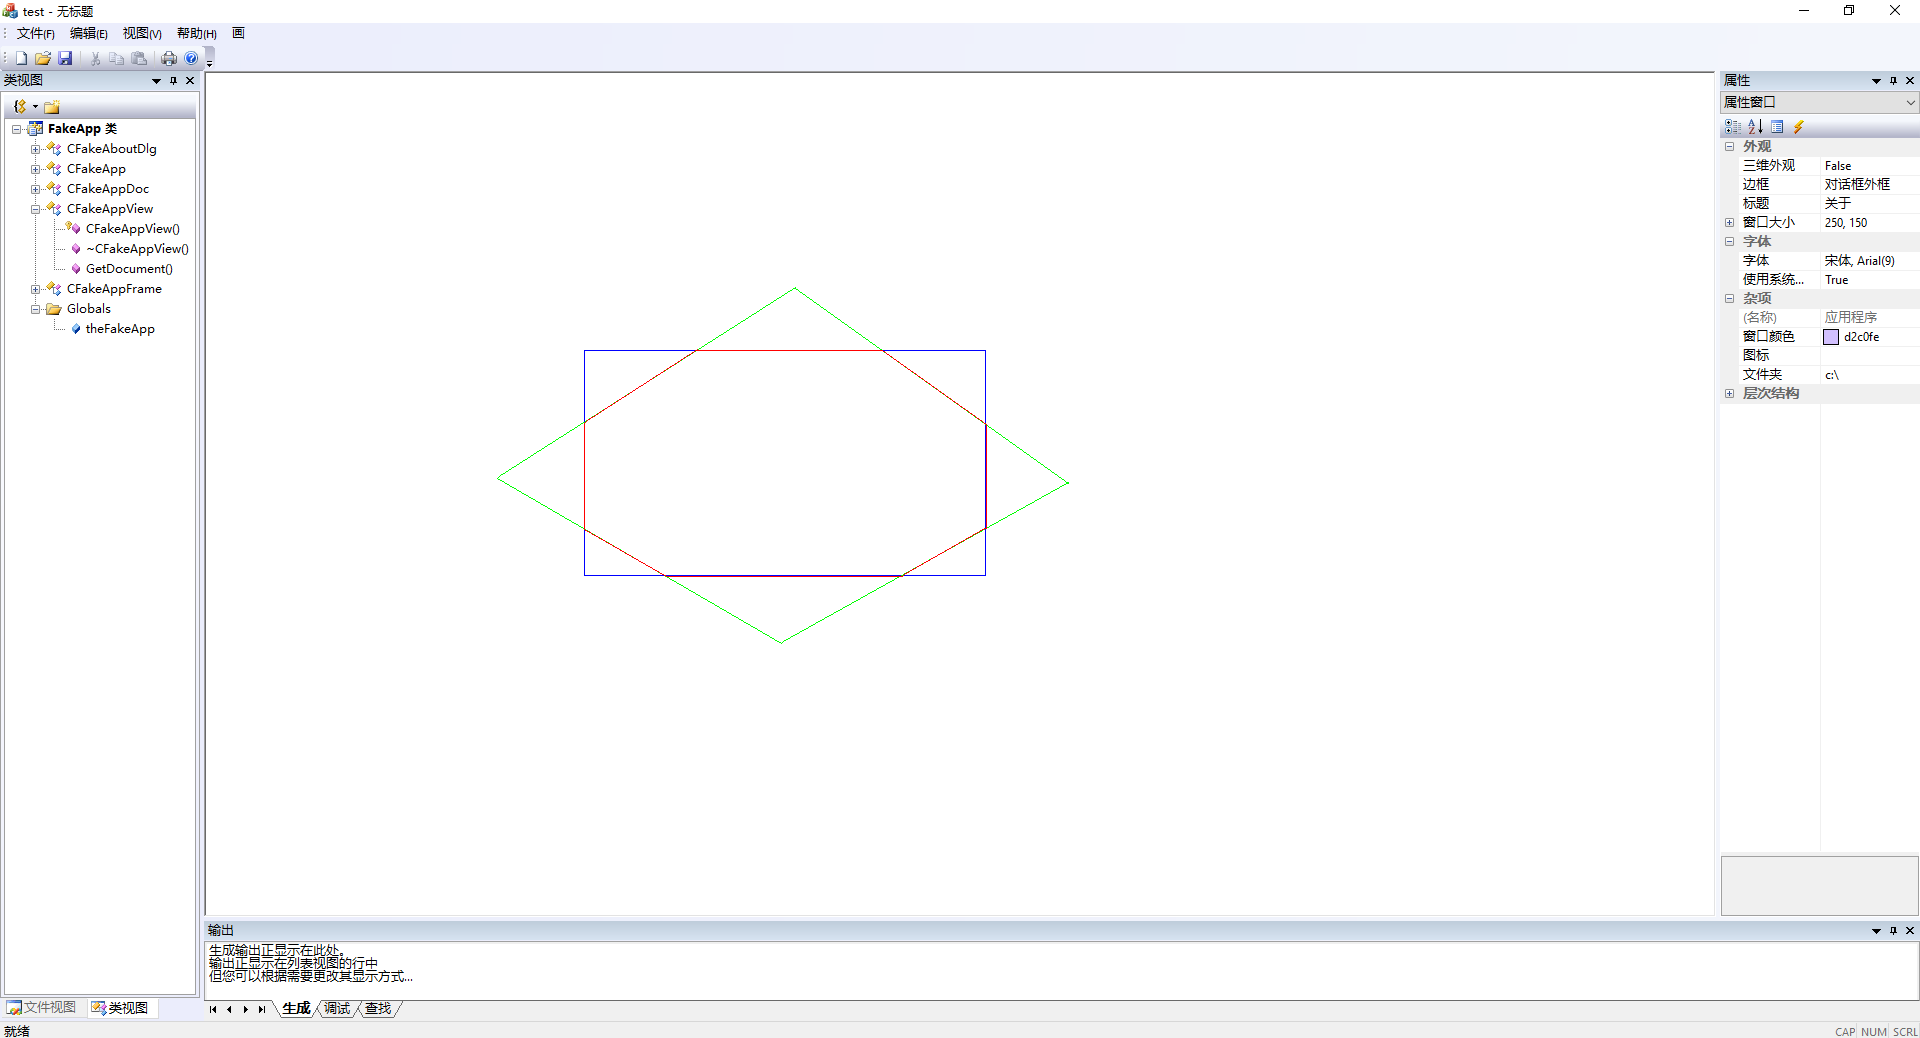 test - 无标题
文件(F) 编辑(E) 视图(V) 帮助(H) 画
类视图
FakeApp 类
CFakeAboutDlg
CFakeApp
CFakeAppDoc
CFakeAppView
CFakeAppView()
~CFakeAppView()
GetDocument()
CFakeAppFrame
Globals
theFakeApp
文件视图 类视图
属性
属性窗口
外观
三维外观 False
边框 对话框外框
标题 关于
窗口大小 250, 150
字体
字体 宋体, Arial(9)
使用系统... True
杂项
(名称) 应用程序
窗口颜色 d2c0fe
图标
文件夹 c:\
层次结构
输出
生成输出正显示在此处。
输出正显示在列表视图的行中
但您可以根据需要更改其显示方式...
生成 调试 查找
就绪
CAP NUM SCRL